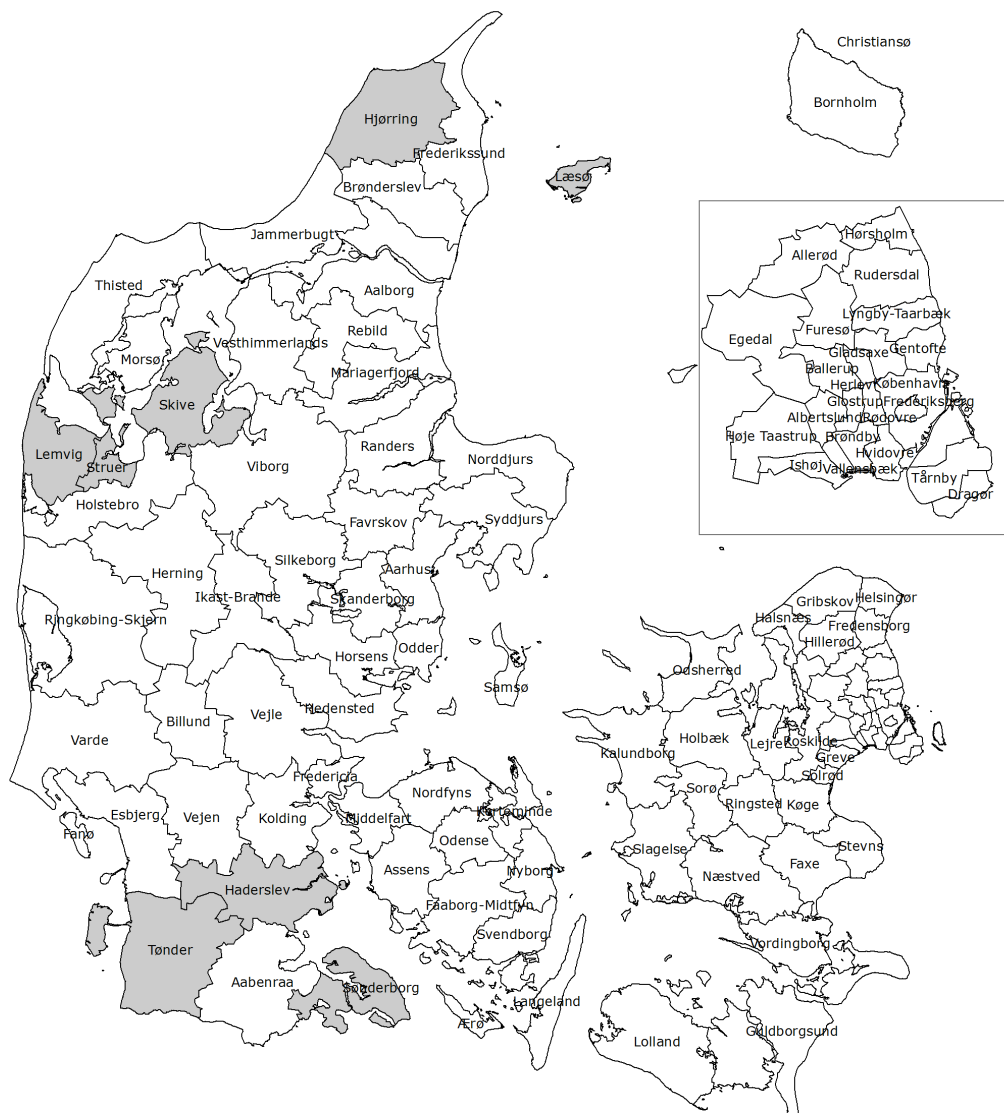 Christiansø
Bornholm
Hjørring
Frederikssund
Læsø
Brønderslev
Jammerbugt
Thisted
Aalborg
Rebild
Vesthimmerlands
Morsø
Mariagerfjord
Skive
Lemvig
Struer
Viborg
Randers
Norddjurs
Holstebro
Favrskov
Syddjurs
Silkeborg
Herning
Aarhus
Ikast-Brande
Skanderborg
Ringkøbing-Skjern
Horsens
Odder
Samsø
Hedensted
Billund
Vejle
Varde
Fredericia
Esbjerg
Vejen
Kolding
Fanø
Haderslev
Tønder
Aabenraa
Sønderborg
Nordfyns
Middelfart
Kerteminde
Odense
Assens
Nyborg
Faaborg-Midtfyn
Svendborg
Langeland
Ærø
Hørsholm
Allerød
Rudersdal
Lyngby-Taarbæk
Furesø
Egedal
Gladsaxe
Gentofte
Ballerup
Herlev
København
Glostrup
Frederiksberg
Albertslund
Rødovre
Høje Taastrup
Brøndby
Hvidovre
Ishøj
Vallensbæk
Tårnby
Dragør
Helsingør
Gribskov
Halsnæs
Fredensborg
Hillerød
Odsherred
Holbæk
Kalundborg
Lejre
Roskilde
Greve
Solrød
Sorø
Ringsted
Køge
Slagelse
Stevns
Faxe
Næstved
Vordingborg
Guldborgsund
Lolland